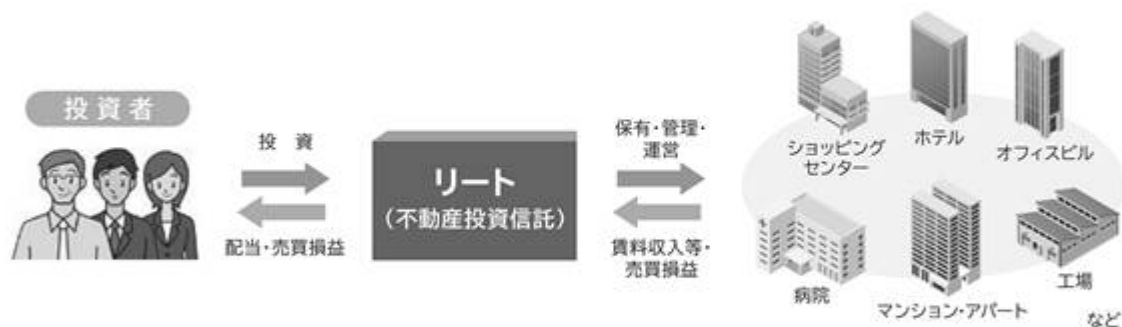 投資者
投 資
配当・売買損益
リート
（不動産投資信託）
保有・管理・
運営
賃料収入等・
売買損益
ショッピング
センター
ホテル
オフィスビル
病院
マンション・アパート
工場
など